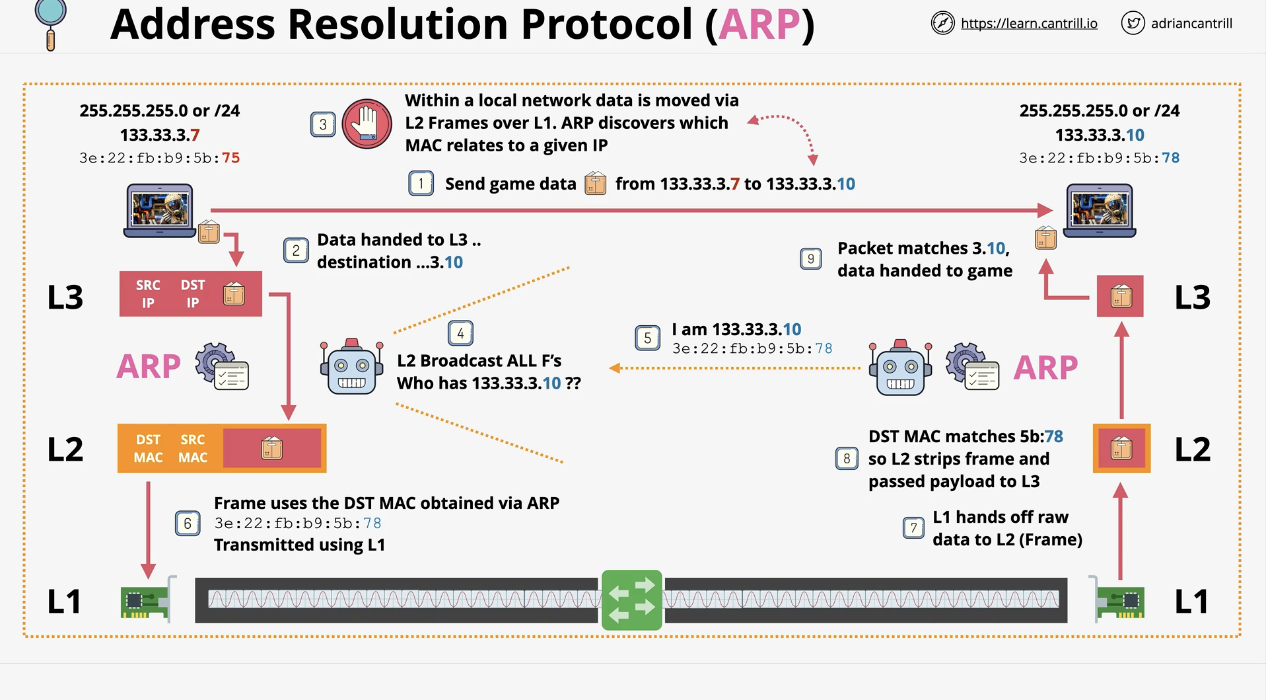 Address Resolution Protocol (ARP)
https://learn.cantrill.io
adriancantrill
255.255.255.0 or /24
133.33.3.7
3e:22:fb:b9:5b:75
3
Within a local network data is moved via
L2 Frames over L1. ARP discovers which
MAC relates to a given IP
255.255.255.0 or /24
133.33.3.10
3e:22:fb:b9:5b:78
1
Send game data from 133.33.3.7 to 133.33.3.10
2
Data handed to L3 ..
destination ...3.10
9
Packet matches 3.10,
data handed to game
L3
SRC IP
DST IP
L3
ARP
4
L2 Broadcast ALL F's
Who has 133.33.3.10 ??
5
I am 133.33.3.10
3e:22:fb:b9:5b:78
ARP
L2
DST MAC
SRC MAC
8
DST MAC matches 5b:78
so L2 strips frame and
passed payload to L3
L2
6
Frame uses the DST MAC obtained via ARP
3e:22:fb:b9:5b:78
Transmitted using L1
7
L1 hands off raw
data to L2 (Frame)
L1
L1